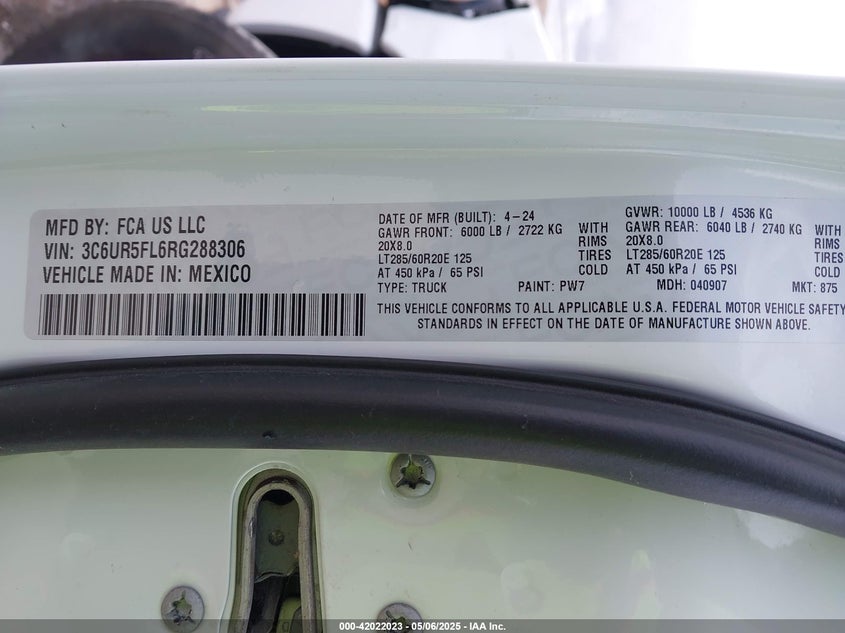 MFD BY: FCA US LLC
VIN: 3C6UR5FL6RG288306
VEHICLE MADE IN: MEXICO
DATE OF MFR (BUILT): 4-24
GAWR FRONT: 6000 LB / 2722 KG WITH
20X8.0 RIMS
LT285/60R20E 125 TIRES
AT 450 kPa / 65 PSI COLD
TYPE: TRUCK PAINT: PW7
GVWR: 10000 LB / 4536 KG
GAWR REAR: 6040 LB / 2740 KG WITH
20X8.0 RIMS
LT285/60R20E 125 TIRES
AT 450 kPa / 65 PSI COLD
MDH: 040907 MKT: 875
THIS VEHICLE CONFORMS TO ALL APPLICABLE U.S.A. FEDERAL MOTOR VEHICLE SAFETY
STANDARDS IN EFFECT ON THE DATE OF MANUFACTURE SHOWN ABOVE.
000-42022023 - 05/06/2025 - IAA Inc.